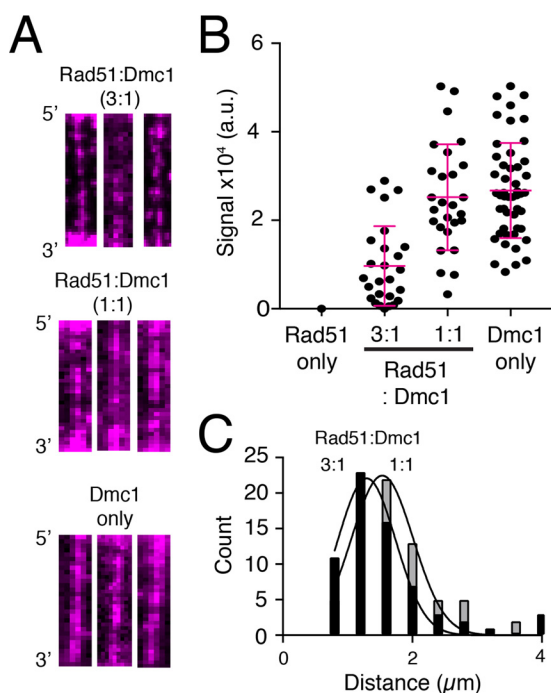 A
Rad51:Dmc1
(3:1)
5’
3’
Rad51:Dmc1
(1:1)
5’
3’
Dmc1
only
5’
3’
B
Signal x10⁴ (a.u.)
6
4
2
0
Rad51
only
3:1
1:1
Rad51
: Dmc1
Dmc1
only
C
Rad51:Dmc1
3:1
1:1
Count
25
20
15
10
5
0
0
2
4
Distance (μm)